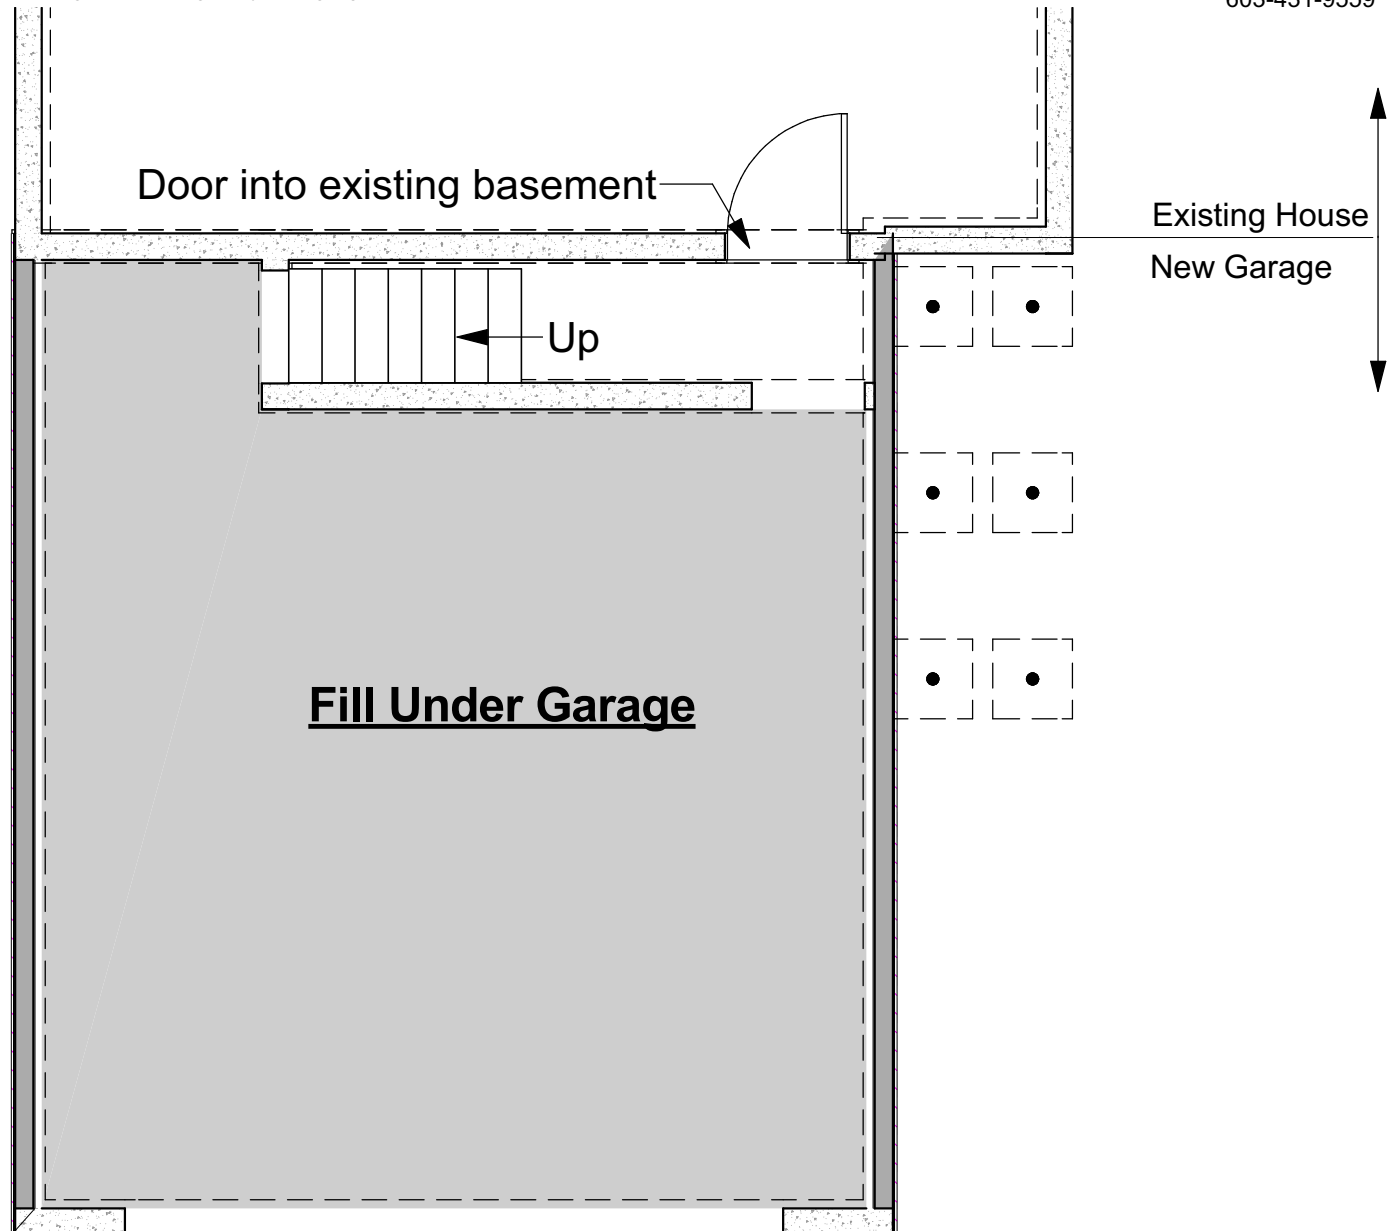 Door into existing basement
Existing House
New Garage
Up
Fill Under Garage